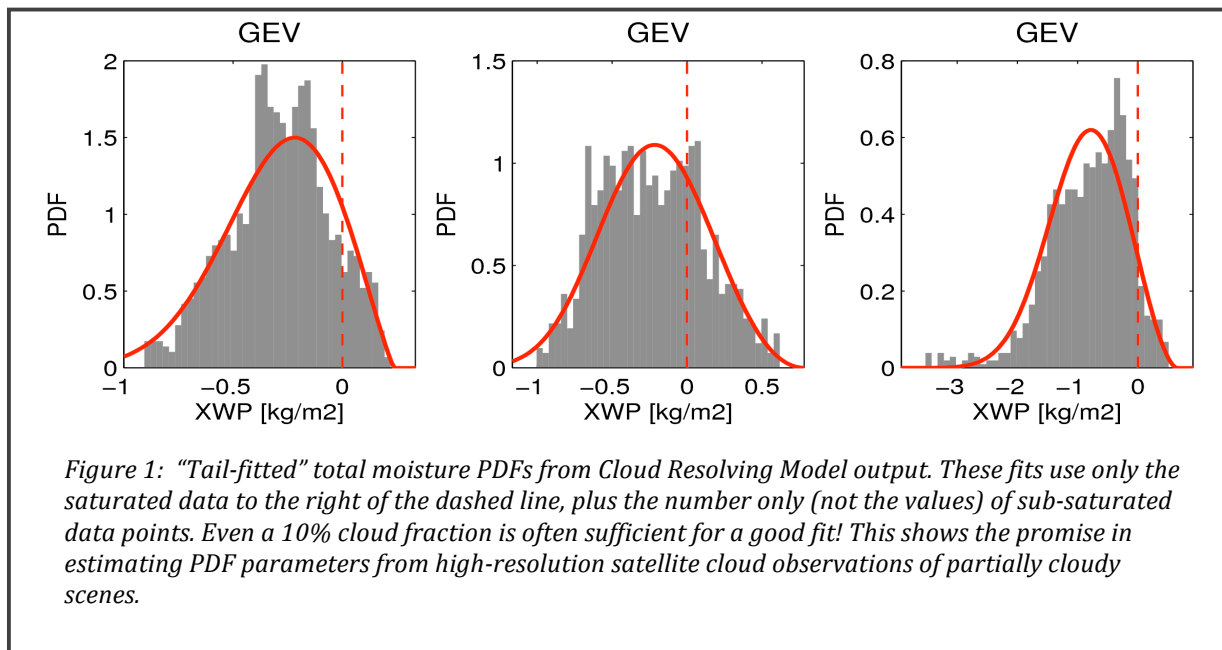 GEV
GEV
GEV
2
1.5
1
0.5
0
PDF
−1
−0.5
0
XWP [kg/m2]
1.5
1
0.5
0
PDF
−1
−0.5
0
0.5
XWP [kg/m2]
0.8
0.6
0.4
0.2
0
PDF
−3
−2
−1
0
XWP [kg/m2]
Figure 1: “Tail-fitted” total moisture PDFs from Cloud Resolving Model output. These fits use only the
saturated data to the right of the dashed line, plus the number only (not the values) of sub-saturated
data points. Even a 10% cloud fraction is often sufficient for a good fit! This shows the promise in
estimating PDF parameters from high-resolution satellite cloud observations of partially cloudy
scenes.